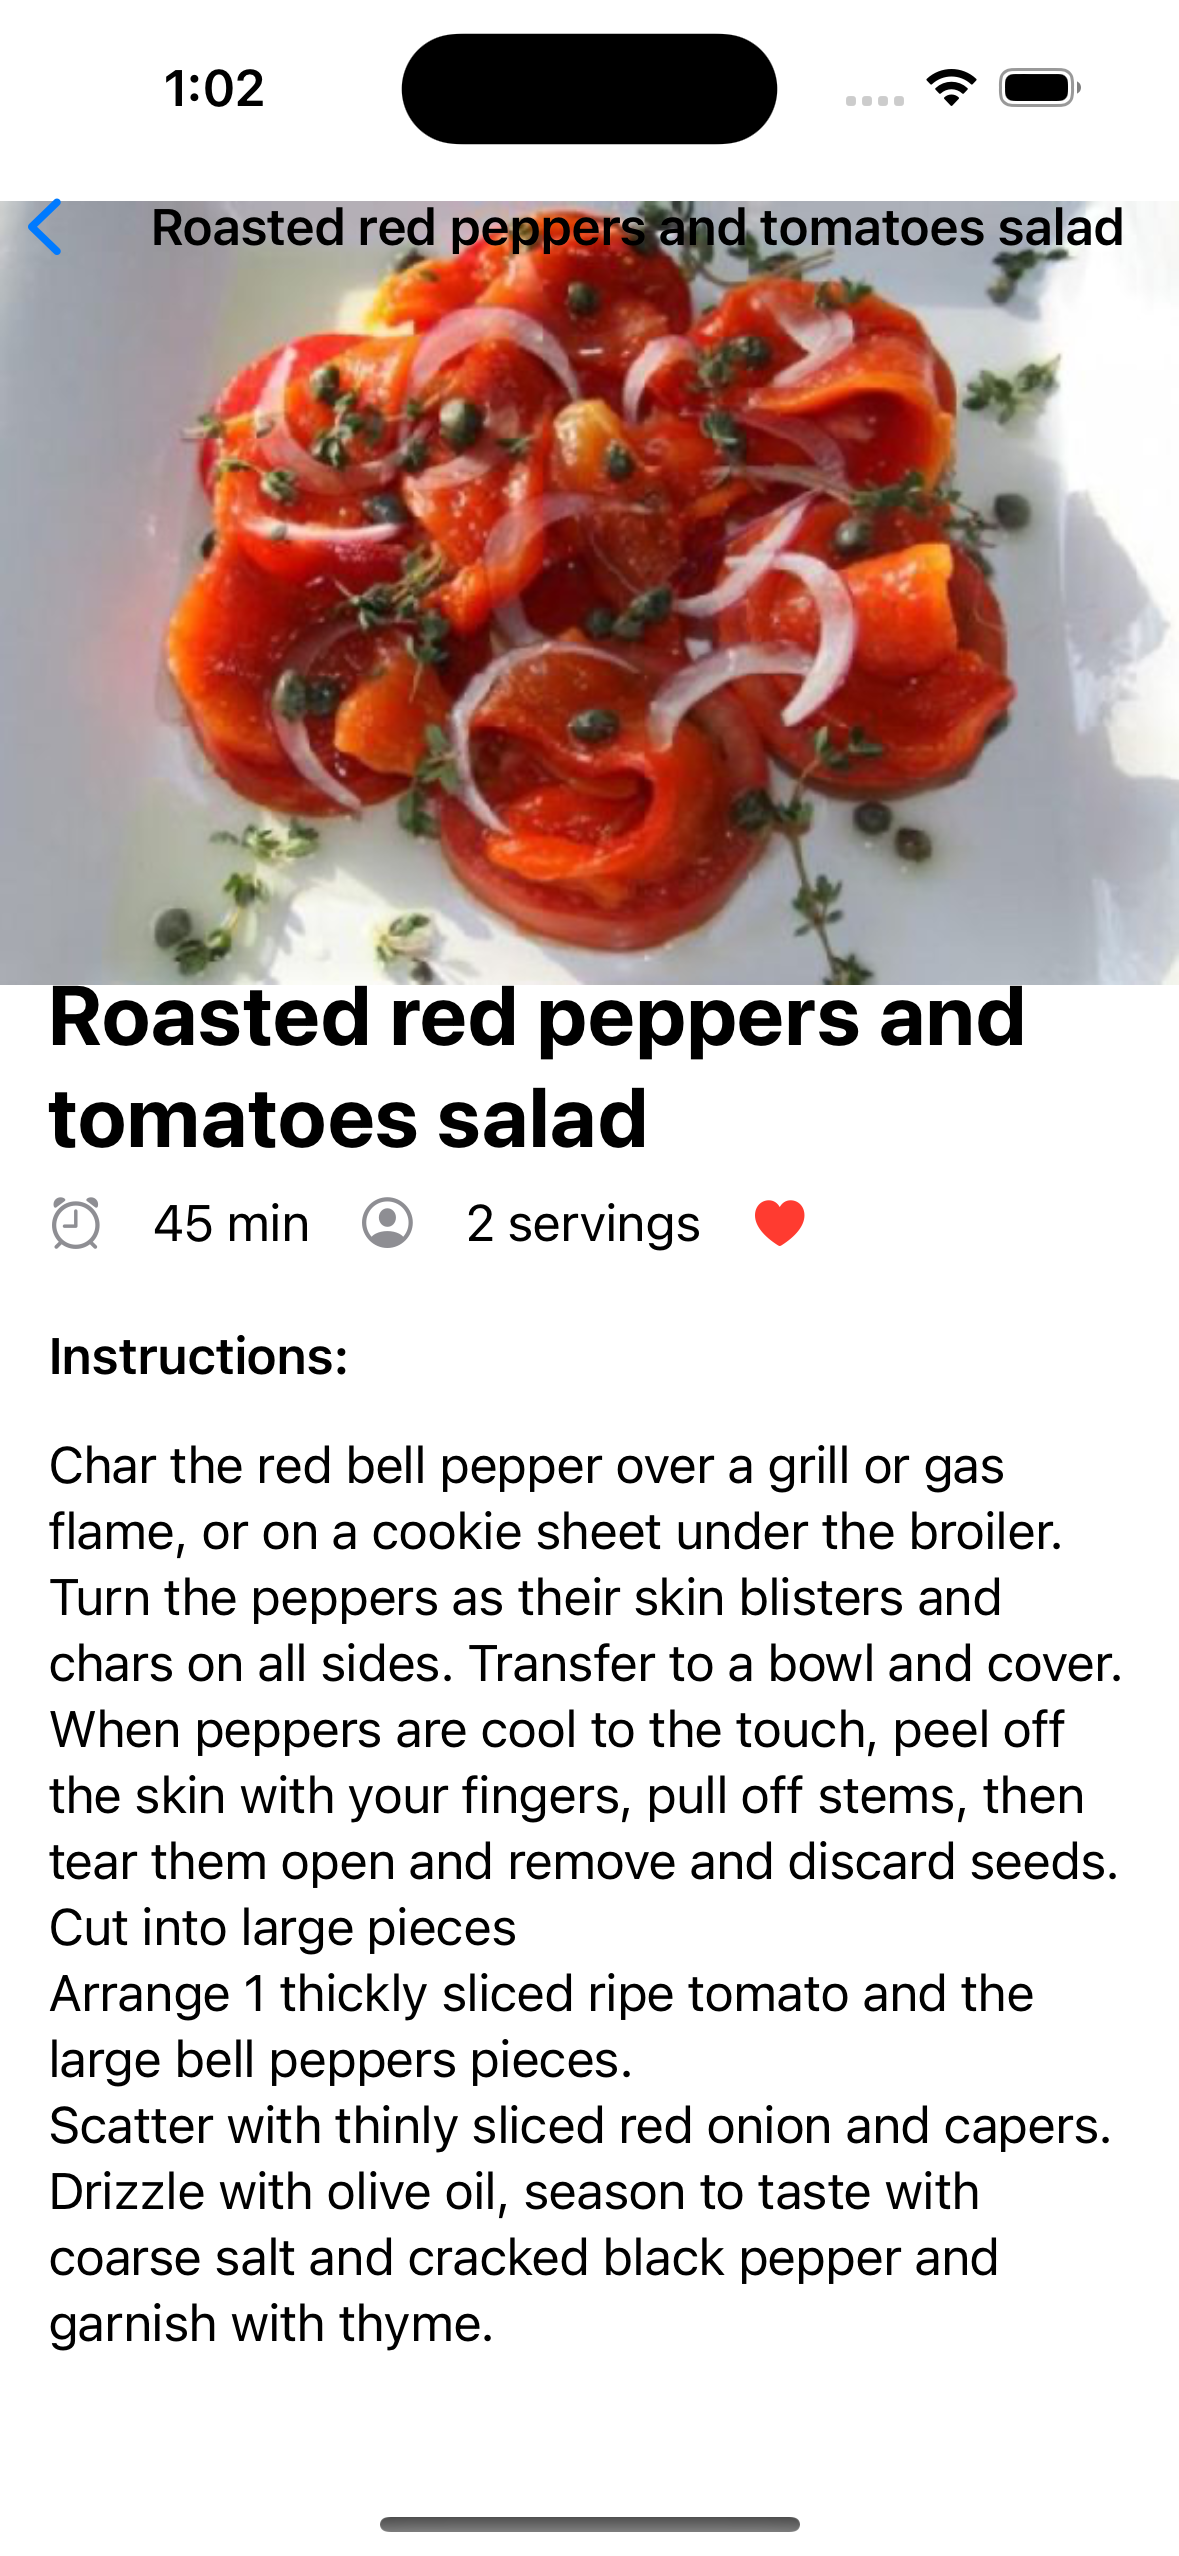 1:02
Roasted red peppers and tomatoes salad
Roasted red peppers and
tomatoes salad
45 min 2 servings
Instructions:
Char the red bell pepper over a grill or gas
flame, or on a cookie sheet under the broiler.
Turn the peppers as their skin blisters and
chars on all sides. Transfer to a bowl and cover.
When peppers are cool to the touch, peel off
the skin with your fingers, pull off stems, then
tear them open and remove and discard seeds.
Cut into large pieces
Arrange 1 thickly sliced ripe tomato and the
large bell peppers pieces.
Scatter with thinly sliced red onion and capers.
Drizzle with olive oil, season to taste with
coarse salt and cracked black pepper and
garnish with thyme.